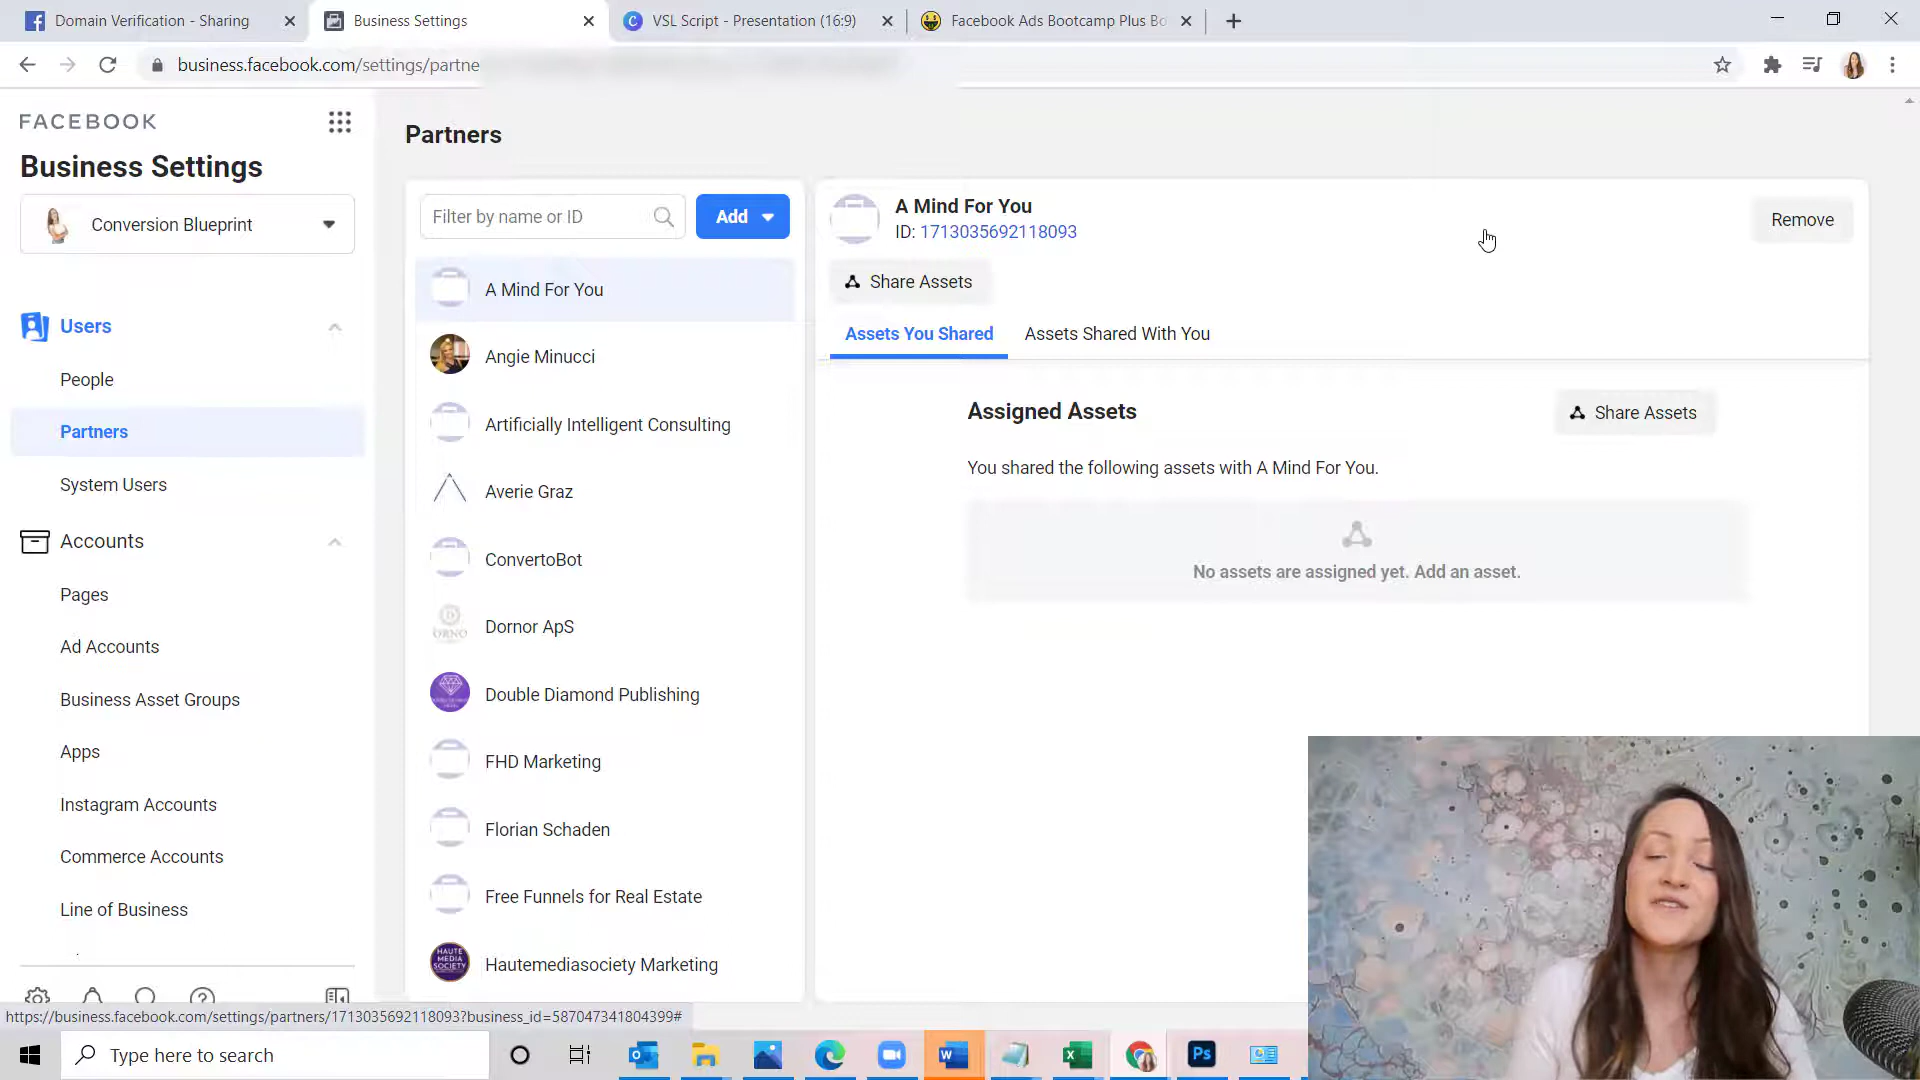 Domain Verification - Sharing
Business Settings
VSL Script - Presentation (16:9)
Facebook Ads Bootcamp Plus Bo
business.facebook.com/settings/partne
FACEBOOK
Business Settings
Conversion Blueprint
Users
People
Partners
System Users
Accounts
Pages
Ad Accounts
Business Asset Groups
Apps
Instagram Accounts
Commerce Accounts
Line of Business
Partners
Filter by name or ID
Add
A Mind For You
Angie Minucci
Artificially Intelligent Consulting
Averie Graz
ConvertoBot
Dornor ApS
Double Diamond Publishing
FHD Marketing
Florian Schaden
Free Funnels for Real Estate
HAUTE
MEDIA
SOCIETY
Hautemediasociety Marketing
A Mind For You
ID: 1713035692118093
Remove
Share Assets
Assets You Shared
Assets Shared With You
Assigned Assets
Share Assets
You shared the following assets with A Mind For You.
No assets are assigned yet. Add an asset.
https://business.facebook.com/settings/partners/1713035692118093?business_id=587047341804399#
Type here to search